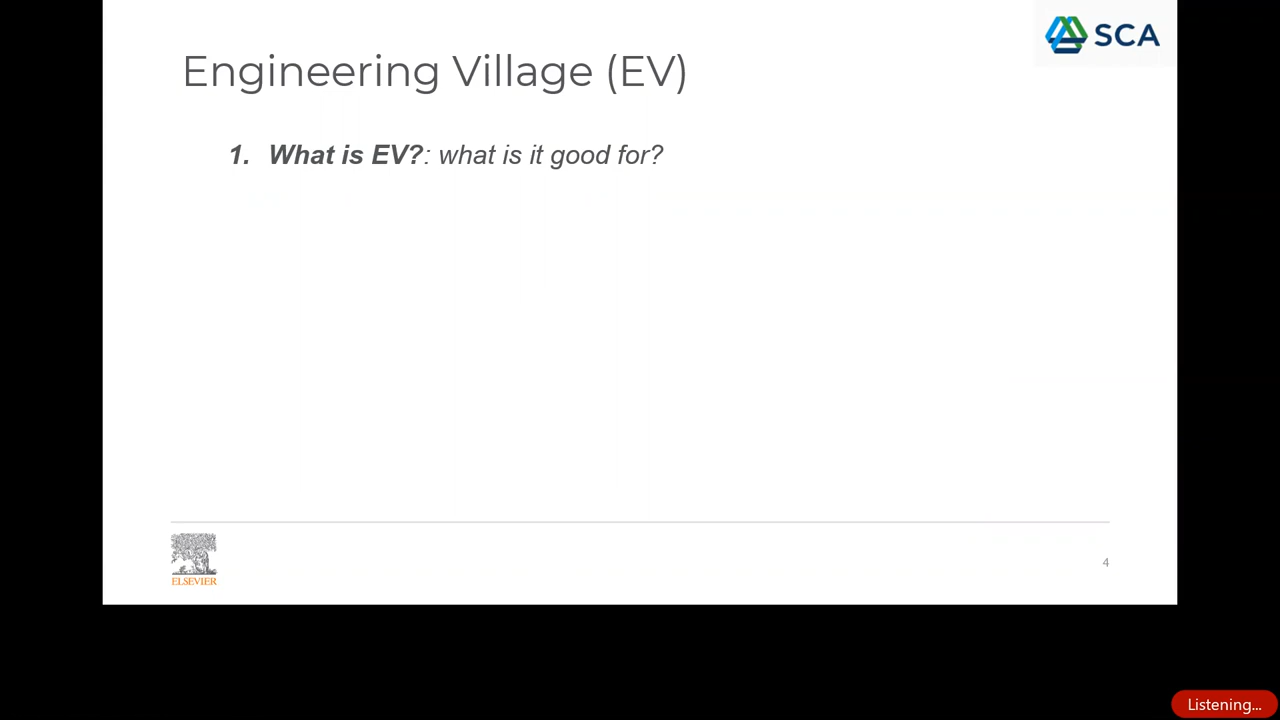 SCA
Engineering Village (EV)
1. What is EV?: what is it good for?
ELSEVIER
4
Listening...